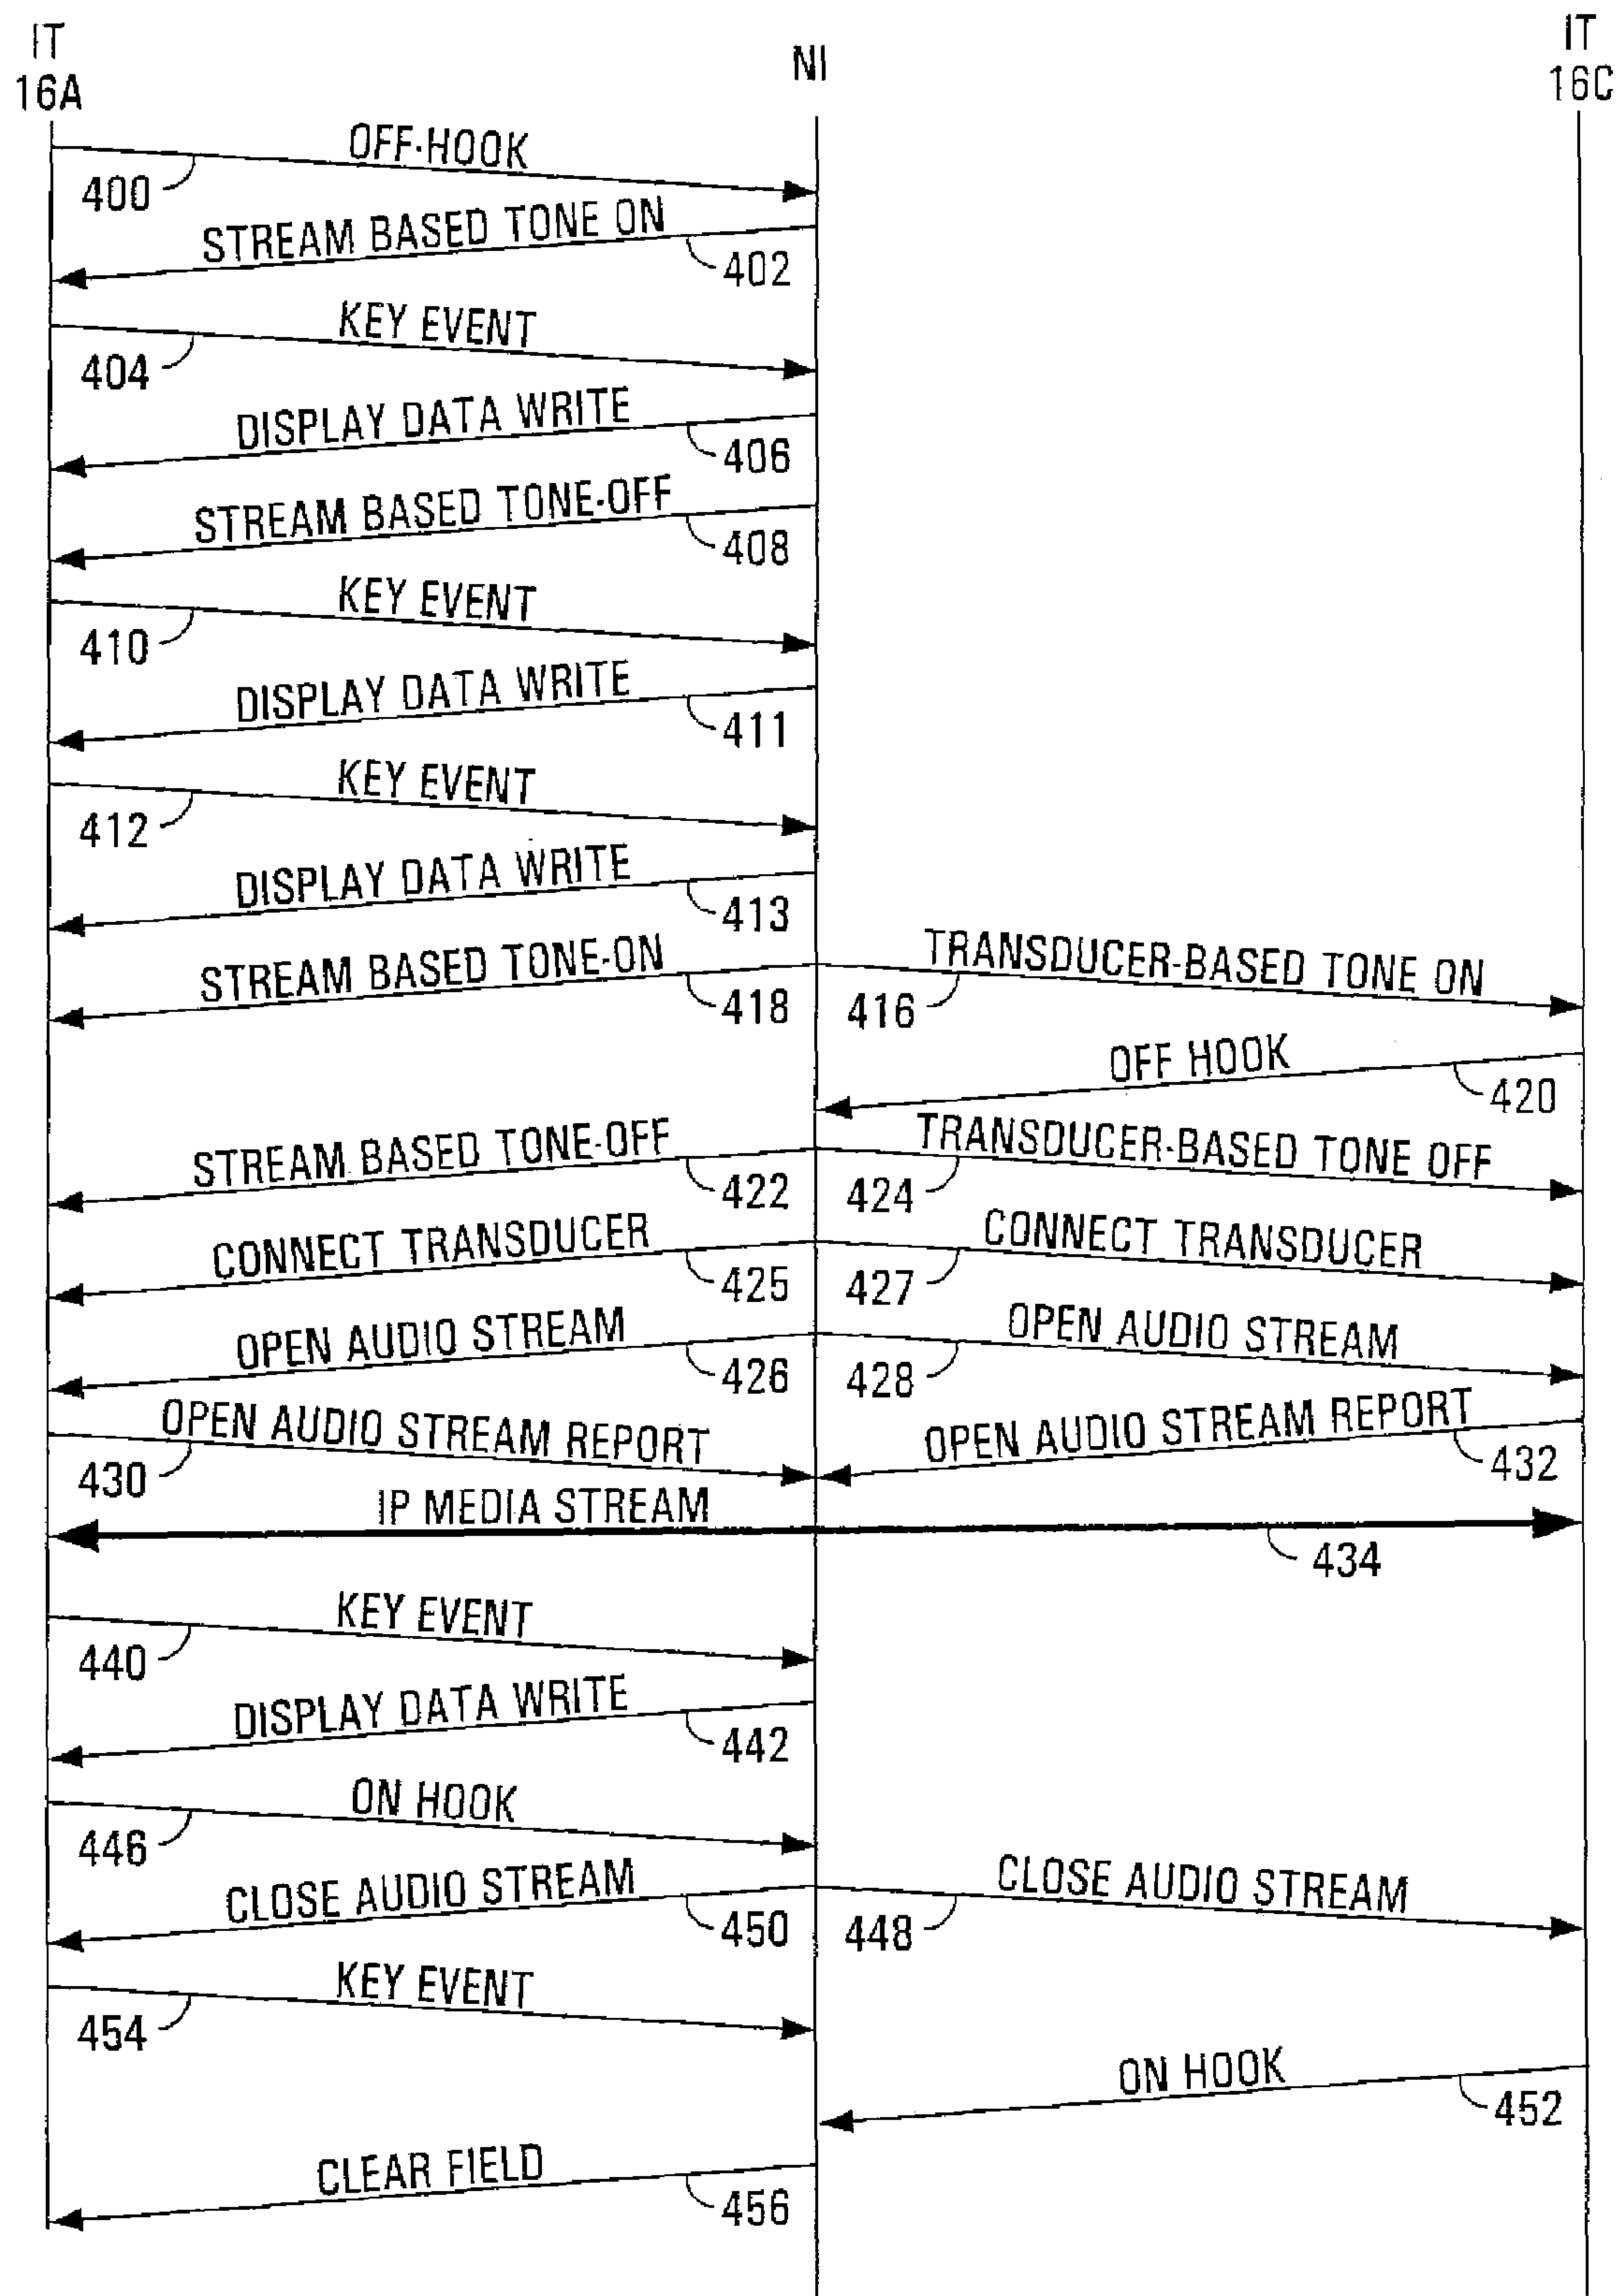 IT
16A
NI
IT
16C
OFF-HOOK
400
STREAM BASED TONE ON
402
KEY EVENT
404
DISPLAY DATA WRITE
406
STREAM BASED TONE-OFF
408
KEY EVENT
410
DISPLAY DATA WRITE
411
KEY EVENT
412
DISPLAY DATA WRITE
413
STREAM BASED TONE-ON
418
TRANSDUCER-BASED TONE ON
416
OFF HOOK
420
STREAM BASED TONE-OFF
422
TRANSDUCER-BASED TONE OFF
424
CONNECT TRANSDUCER
425
CONNECT TRANSDUCER
427
OPEN AUDIO STREAM
426
OPEN AUDIO STREAM
428
OPEN AUDIO STREAM REPORT
430
OPEN AUDIO STREAM REPORT
432
IP MEDIA STREAM
434
KEY EVENT
440
DISPLAY DATA WRITE
442
ON HOOK
446
CLOSE AUDIO STREAM
450
CLOSE AUDIO STREAM
448
KEY EVENT
454
ON HOOK
452
CLEAR FIELD
456